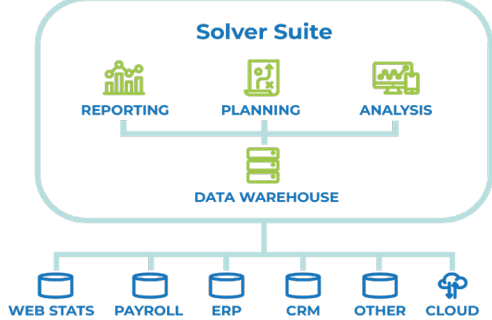 Solver Suite
REPORTING PLANNING ANALYSIS
DATA WAREHOUSE
WEB STATS PAYROLL ERP CRM OTHER CLOUD